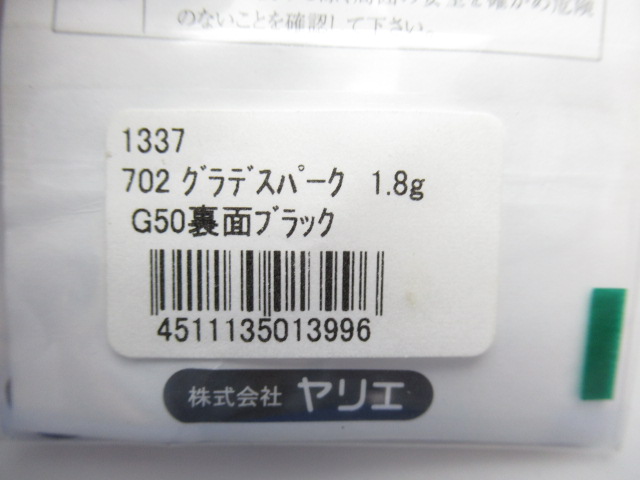 のないことを確認して下さい。
1337
702 グラデスパーク 1.8g
G50裏面ブラック
4511135013996
株式会社 ヤリエ